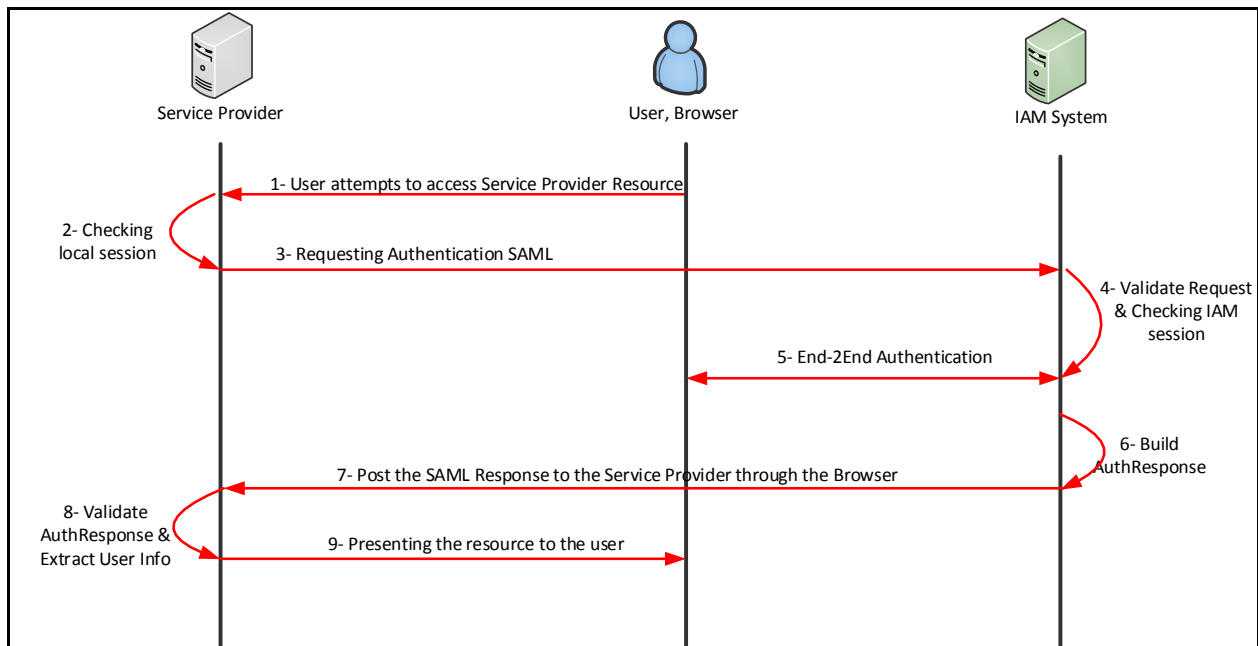 Service Provider
User, Browser
IAM System
1- User attempts to access Service Provider Resource
2- Checking
local session
3- Requesting Authentication SAML
4- Validate Request
& Checking IAM
session
5- End-2End Authentication
6- Build
AuthResponse
7- Post the SAML Response to the Service Provider through the Browser
8- Validate
AuthResponse &
Extract User Info
9- Presenting the resource to the user